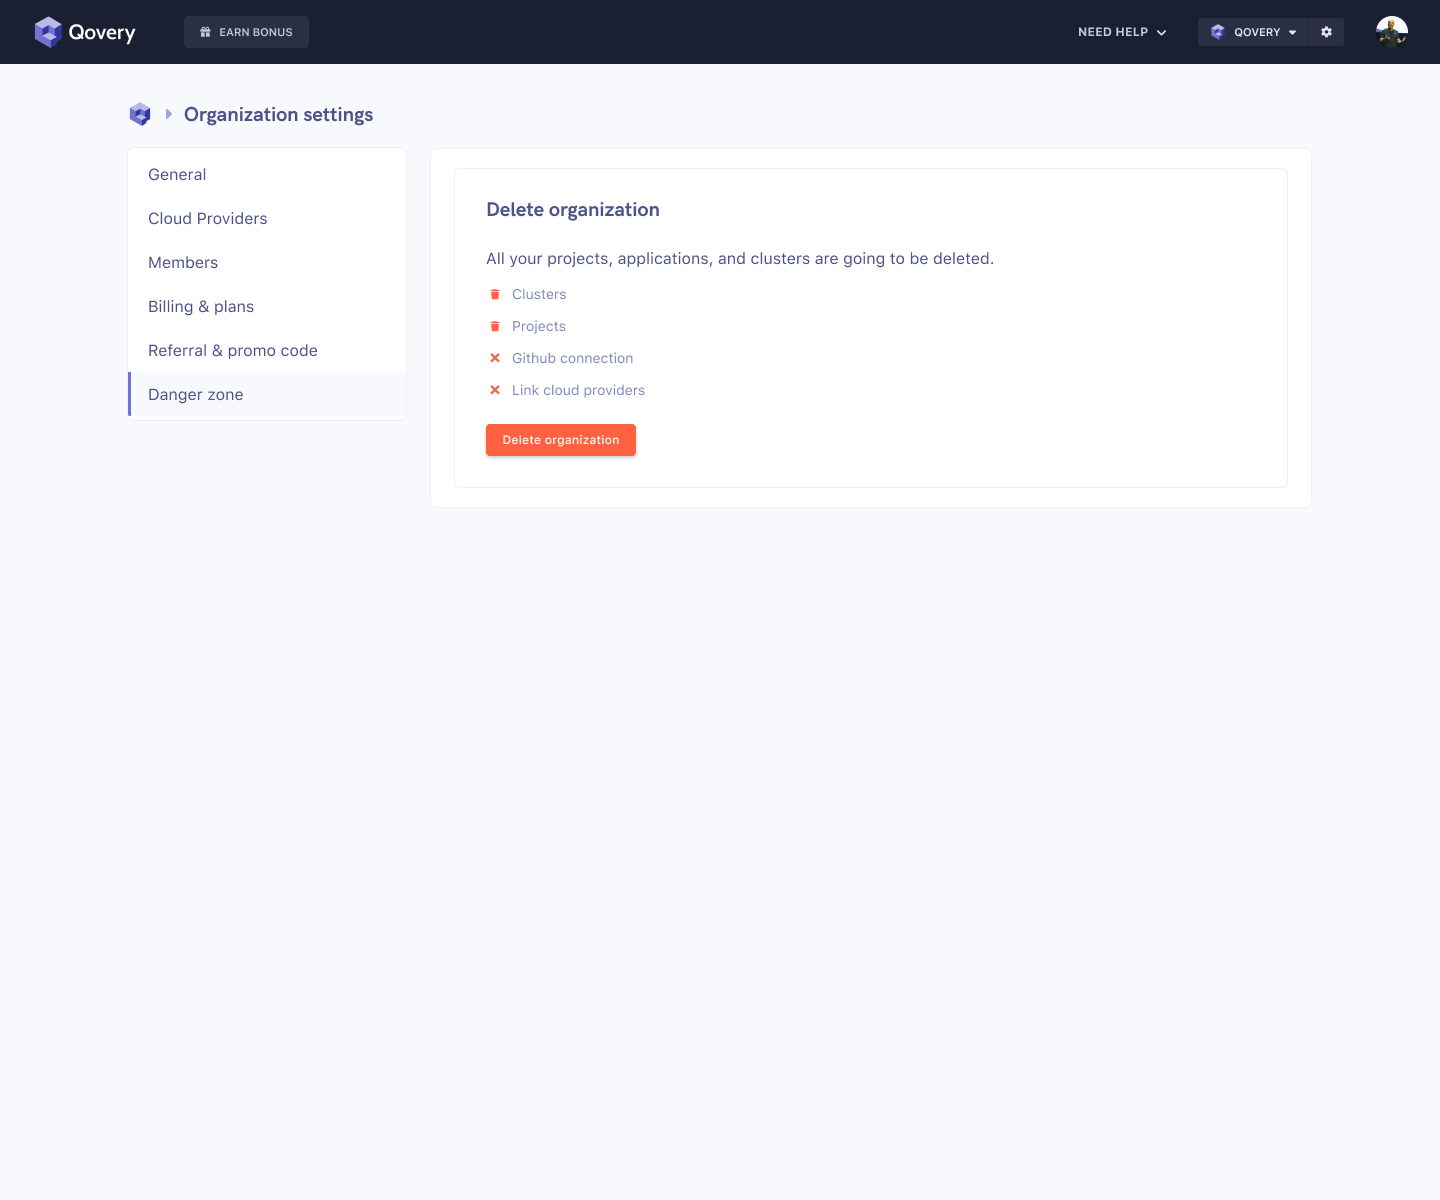 Qovery
EARN BONUS
NEED HELP
QOVERY
Organization settings
General
Cloud Providers
Members
Billing & plans
Referral & promo code
Danger zone
Delete organization
All your projects, applications, and clusters are going to be deleted.
Clusters
Projects
Github connection
Link cloud providers
Delete organization